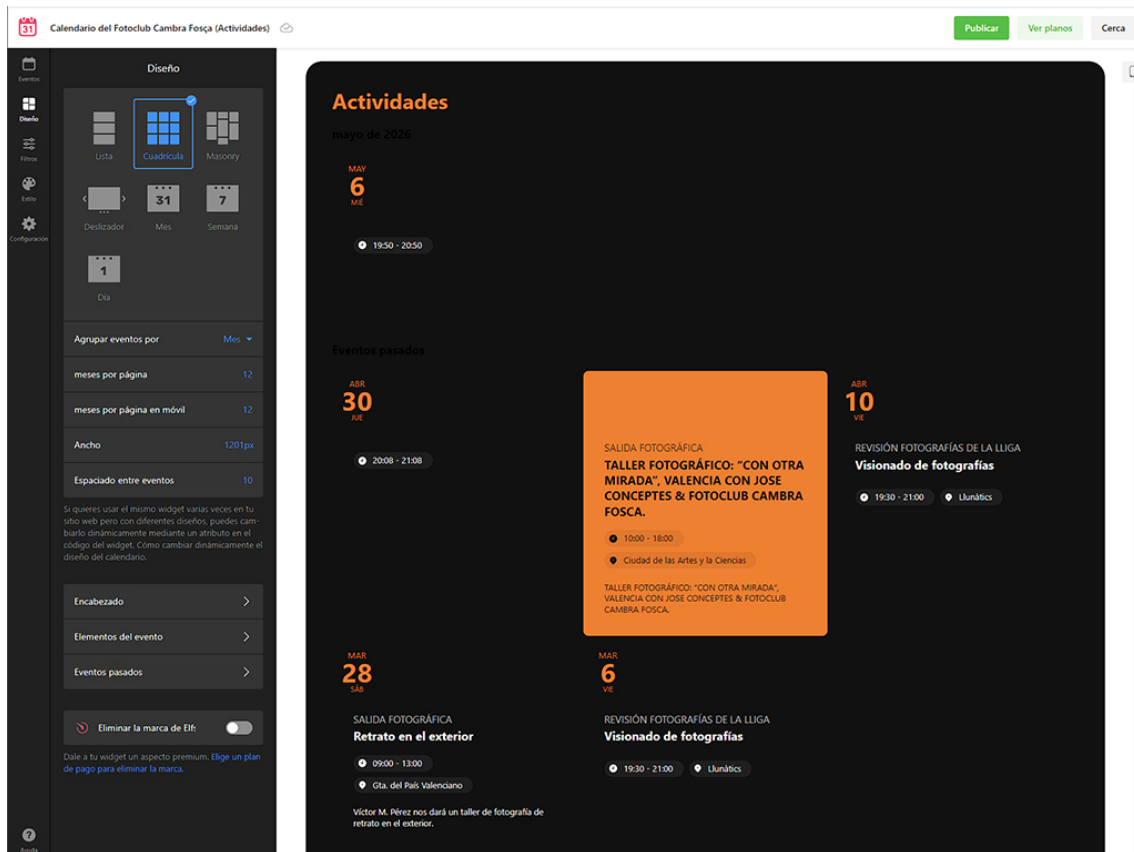 31
Calendario del Fotoclub Cambra Fosça (Actividades)
Publicar
Ver planos
Cerca
Eventos
Diseño
Filtros
Estilo
Configuración
Ayuda
Diseño
Lista
Cuadrícula
Masonry
31
7
Deslizador
Mes
Semana
1
Día
Agrupar eventos por
Mes
meses por página
12
meses por página en móvil
12
Ancho
1201px
Espaciado entre eventos
10
Si quieres usar el mismo widget varias veces en tu
sitio web pero con diferentes diseños, puedes cam-
biarlo dinámicamente mediante un atributo en el
código del widget. Cómo cambiar dinámicamente el
diseño del calendario.
Encabezado
Elementos del evento
Eventos pasados
Eliminar la marca de Elf:
Dale a tu widget un aspecto premium. Elige un plan
de pago para eliminar la marca.
Actividades
mayo de 2026
MAY
6
MIÉ
19:50 - 20:50
Eventos pasados
ABR
30
JUE
20:08 - 21:08
SALIDA FOTOGRÁFICA
TALLER FOTOGRÁFICO: “CON OTRA
MIRADA”, VALENCIA CON JOSE
CONCEPTES & FOTOCLUB CAMBRA
FOSCA.
10:00 - 18:00
Ciudad de las Artes y la Ciencias
TALLER FOTOGRÁFICO: “CON OTRA MIRADA”,
VALENCIA CON JOSE CONCEPTES & FOTOCLUB
CAMBRA FOSCA.
ABR
10
VIE
REVISIÓN FOTOGRAFÍAS DE LA LLIGA
Visionado de fotografías
19:30 - 21:00
Llunàtics
MAR
28
SÁB
SALIDA FOTOGRÁFICA
Retrato en el exterior
09:00 - 13:00
Gta. del País Valenciano
Víctor M. Pérez nos dará un taller de fotografía de
retrato en el exterior.
MAR
6
VIE
REVISIÓN FOTOGRAFÍAS DE LA LLIGA
Visionado de fotografías
19:30 - 21:00
Llunàtics